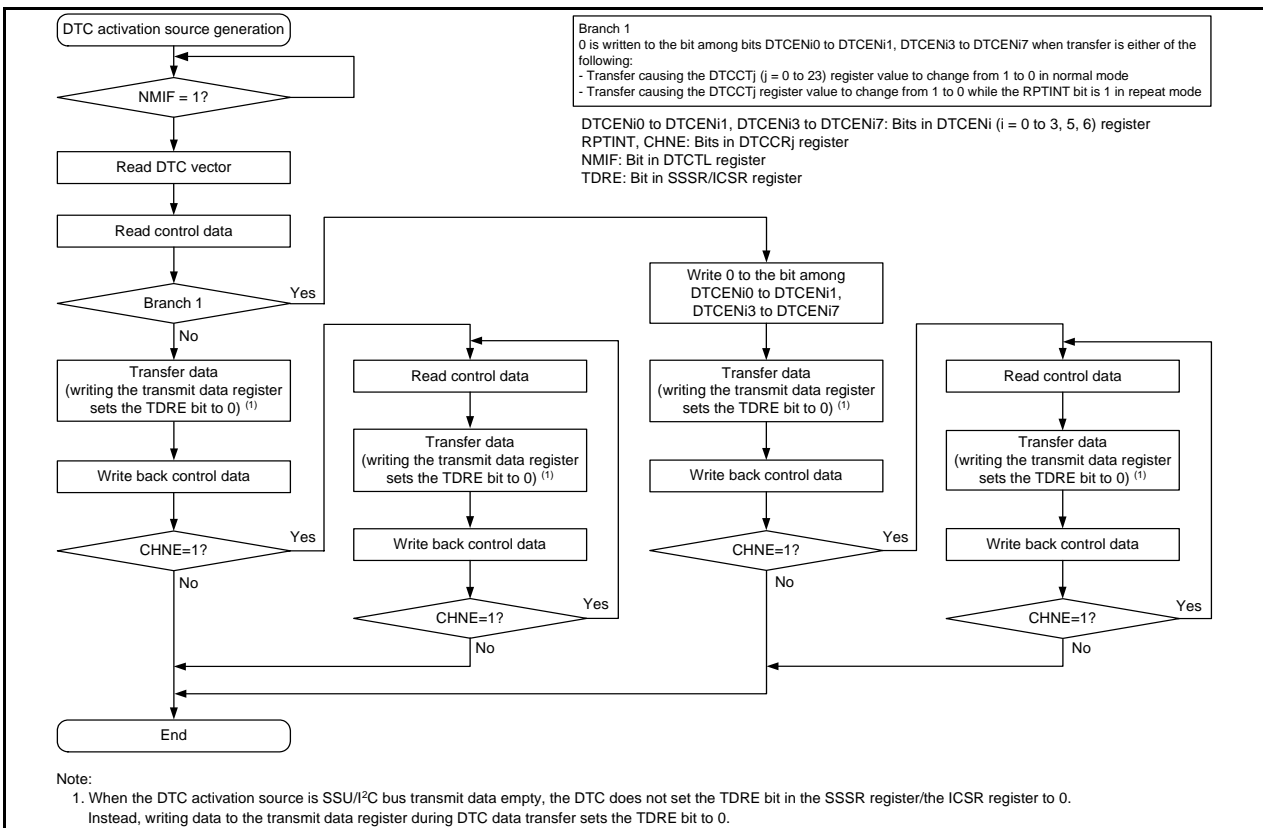 DTC activation source generation
NMIF = 1?
Read DTC vector
Read control data
Branch 1
Yes
No
Transfer data
(writing the transmit data register
sets the TDRE bit to 0) (1)
Write back control data
CHNE=1?
Yes
No
Read control data
Transfer data
(writing the transmit data register
sets the TDRE bit to 0) (1)
Write back control data
CHNE=1?
Yes
No
End
Branch 1
0 is written to the bit among bits DTCENi0 to DTCENi1, DTCENi3 to DTCENi7 when transfer is either of the
following:
- Transfer causing the DTCCTj (j = 0 to 23) register value to change from 1 to 0 in normal mode
- Transfer causing the DTCCTj register value to change from 1 to 0 while the RPTINT bit is 1 in repeat mode
DTCENi0 to DTCENi1, DTCENi3 to DTCENi7: Bits in DTCENi (i = 0 to 3, 5, 6) register
RPTINT, CHNE: Bits in DTCCRj register
NMIF: Bit in DTCTL register
TDRE: Bit in SSSR/ICSR register
Write 0 to the bit among
DTCENi0 to DTCENi1,
DTCENi3 to DTCENi7
Transfer data
(writing the transmit data register
sets the TDRE bit to 0) (1)
Write back control data
CHNE=1?
Yes
No
Read control data
Transfer data
(writing the transmit data register
sets the TDRE bit to 0) (1)
Write back control data
CHNE=1?
Yes
No
Note:
1. When the DTC activation source is SSU/I²C bus transmit data empty, the DTC does not set the TDRE bit in the SSSR register/the ICSR register to 0.
Instead, writing data to the transmit data register during DTC data transfer sets the TDRE bit to 0.